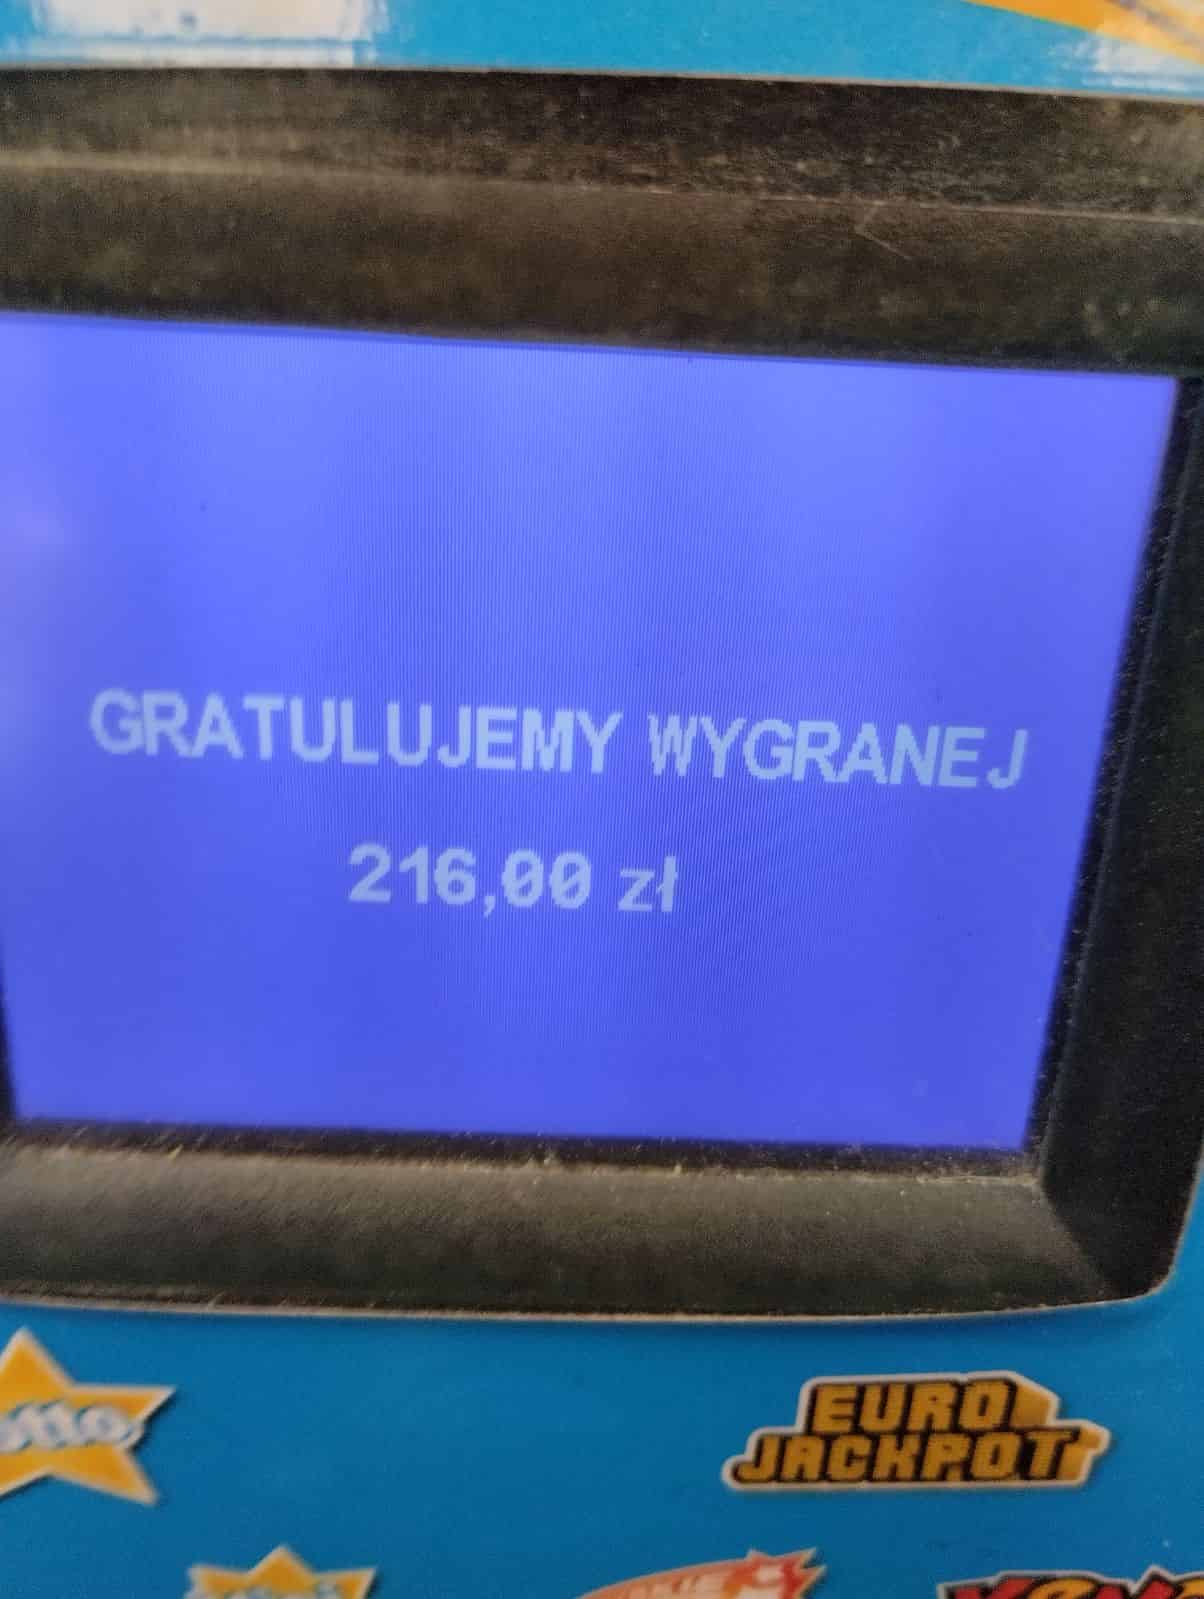 GRATULUJEMY WYGRANEJ
216,00 zł
EURO
JACKPOT